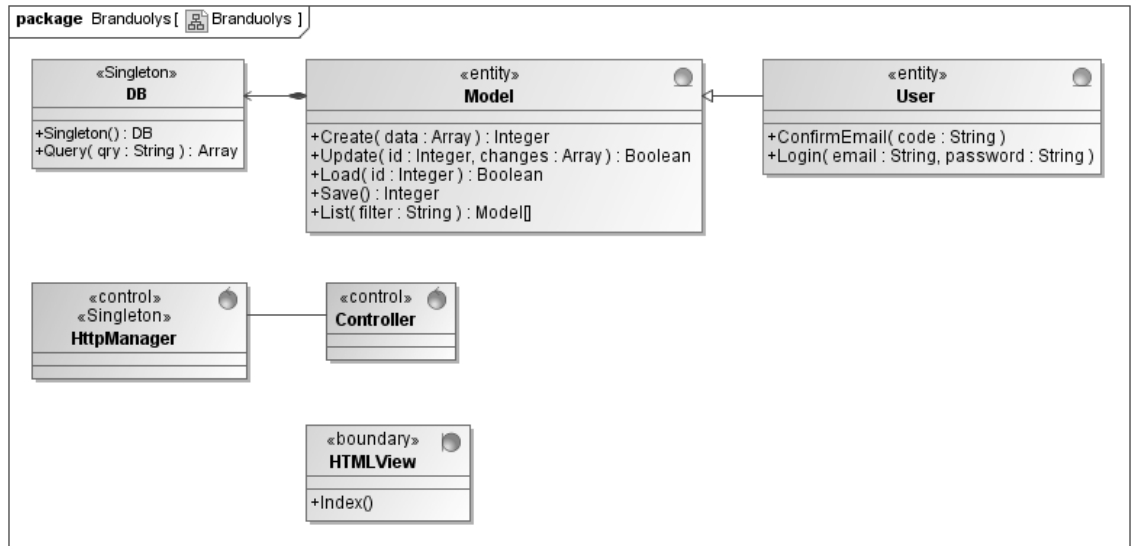 package Branduolys [ Branduolys ]
«Singleton»
DB
+Singleton() : DB
+Query( qry : String ) : Array
«entity»
Model
+Create( data : Array ) : Integer
+Update( id : Integer, changes : Array ) : Boolean
+Load( id : Integer ) : Boolean
+Save() : Integer
+List( filter : String ) : Model[]
«entity»
User
+ConfirmEmail( code : String )
+Login( email : String, password : String )
«control»
«Singleton»
HttpManager
«control»
Controller
«boundary»
HTMLView
+Index()